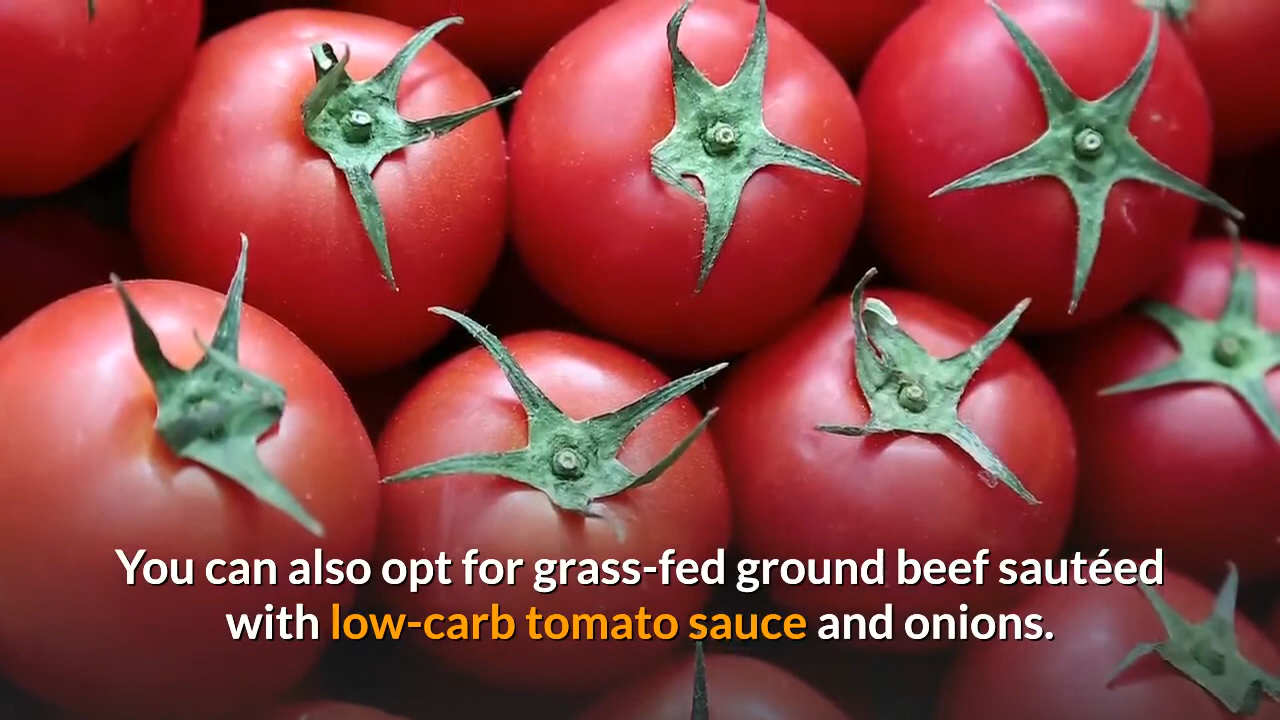 You can also opt for grass-fed ground beef sautéed
with low-carb tomato sauce and onions.